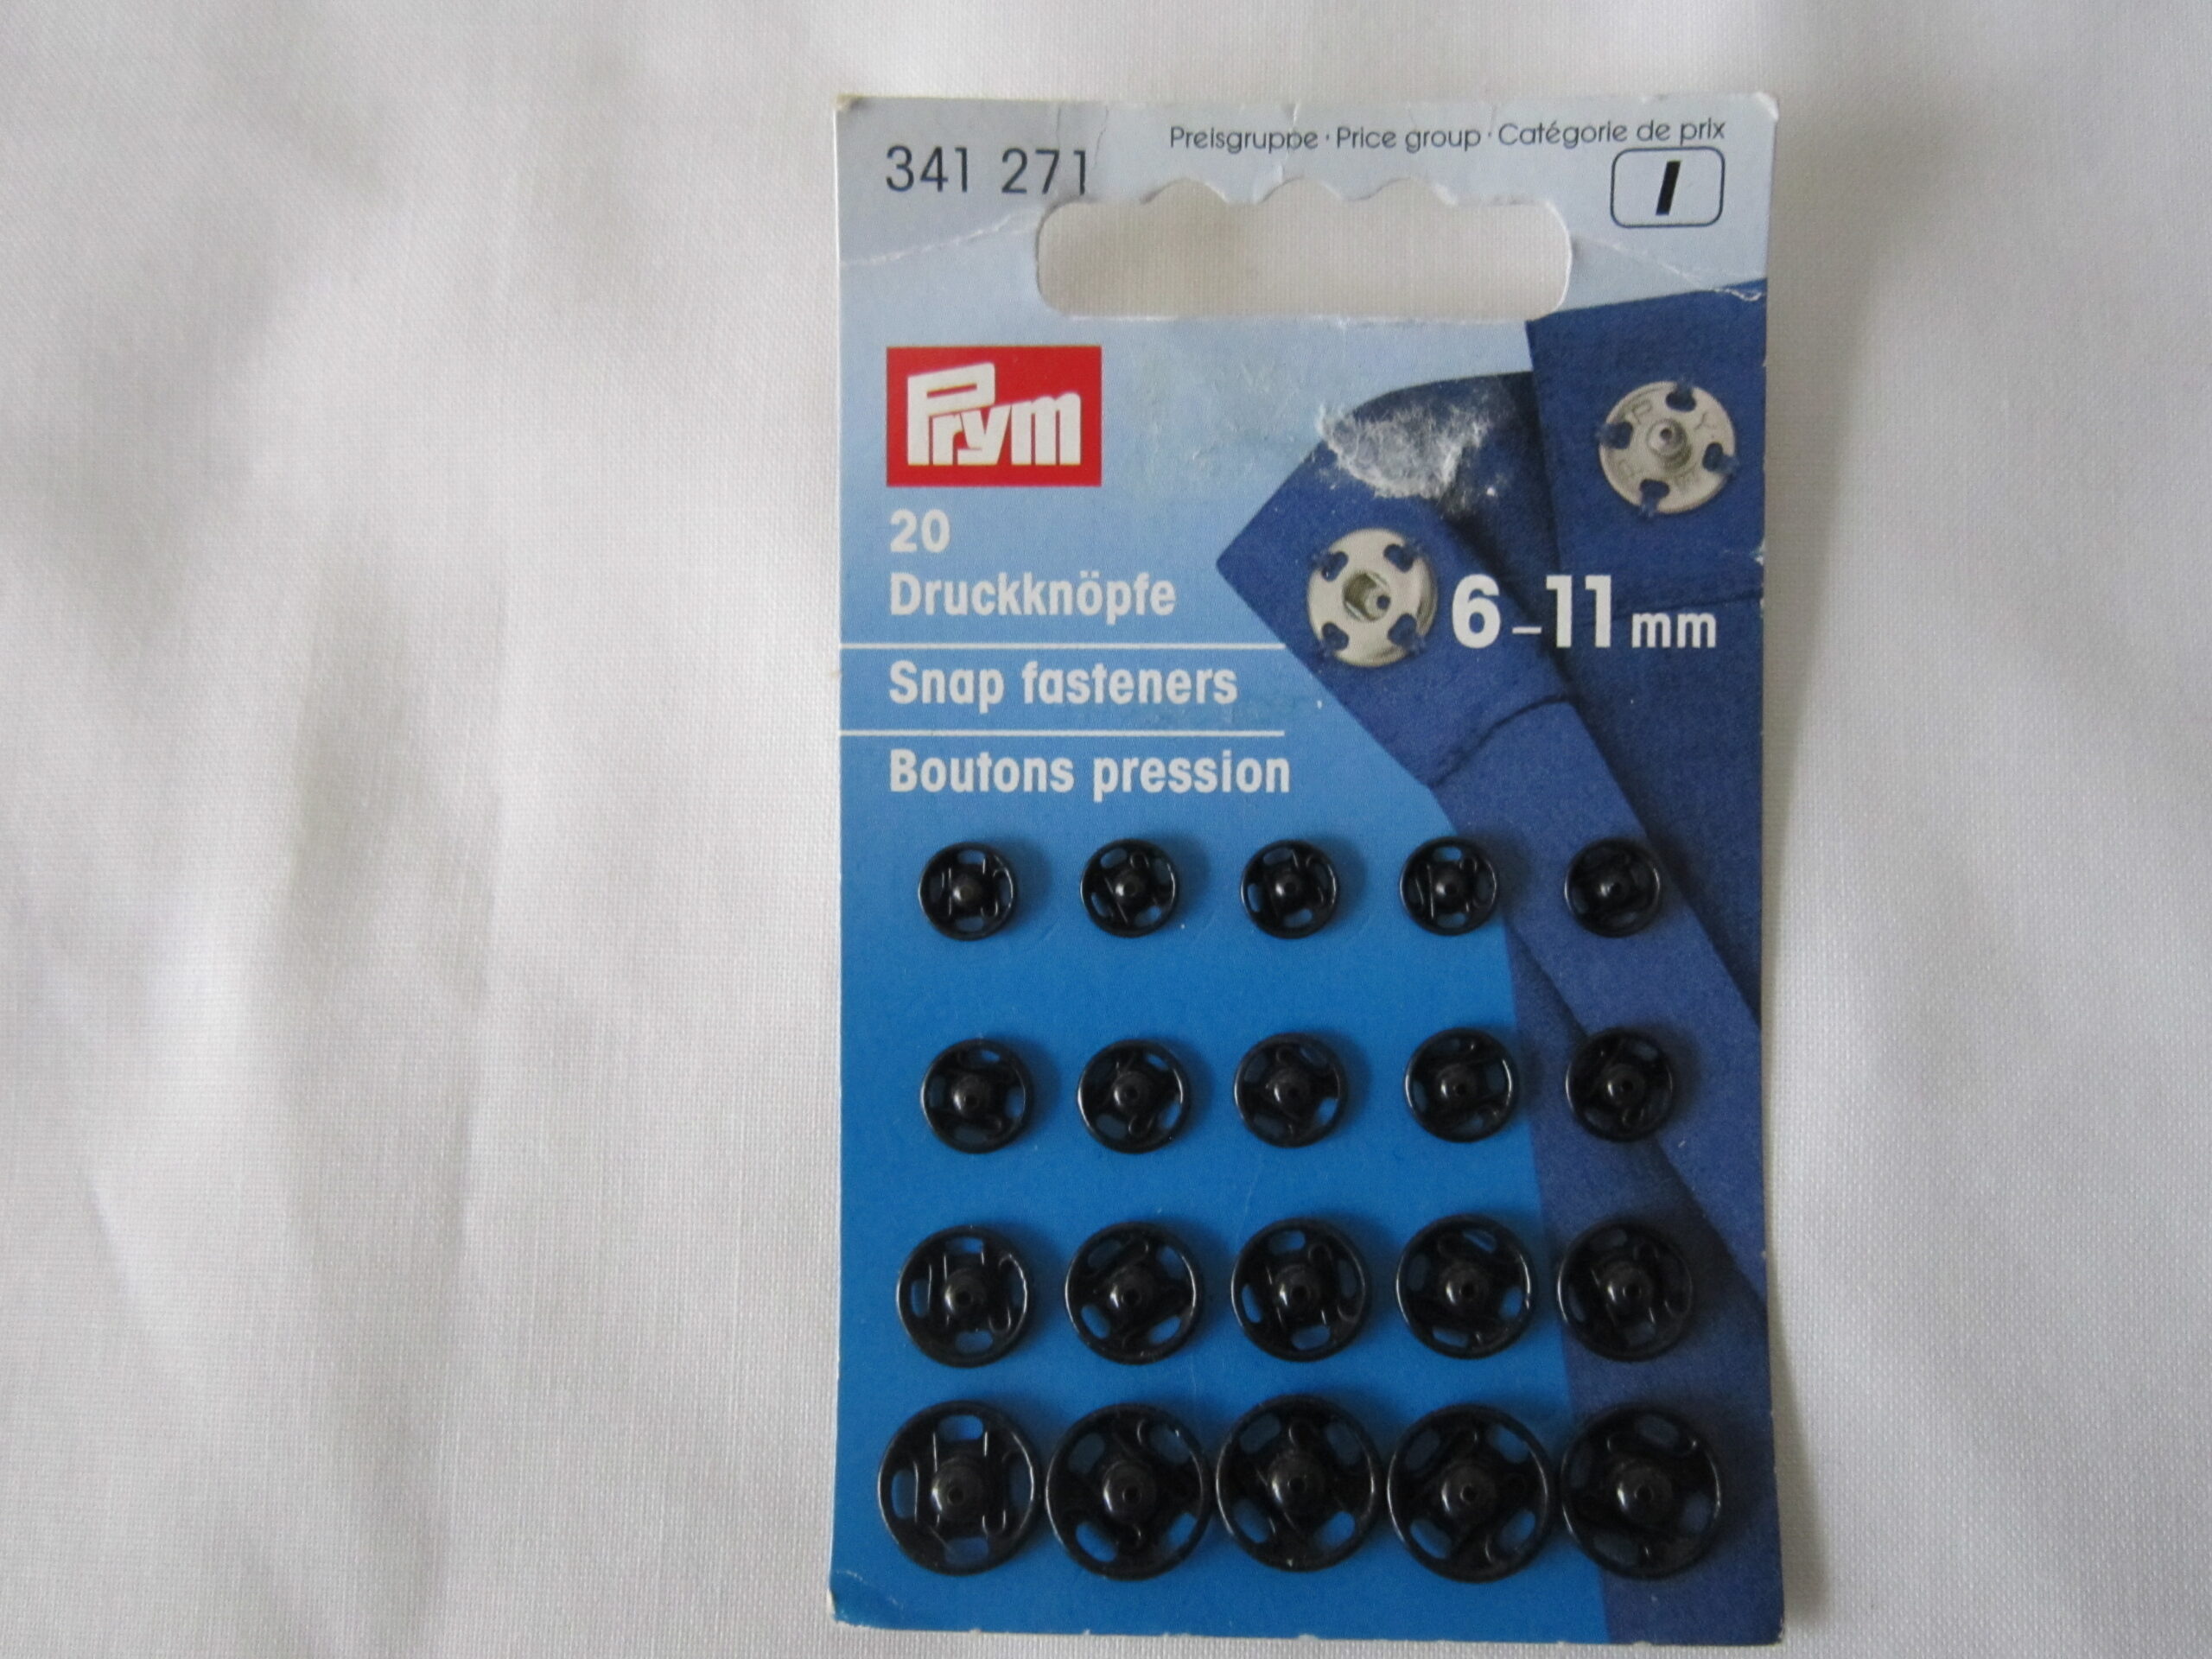 Preisgruppe · Price group · Catégorie de prix
341 271
I
Prym
20
Druckknöpfe
6–11 mm
Snap fasteners
Boutons pression